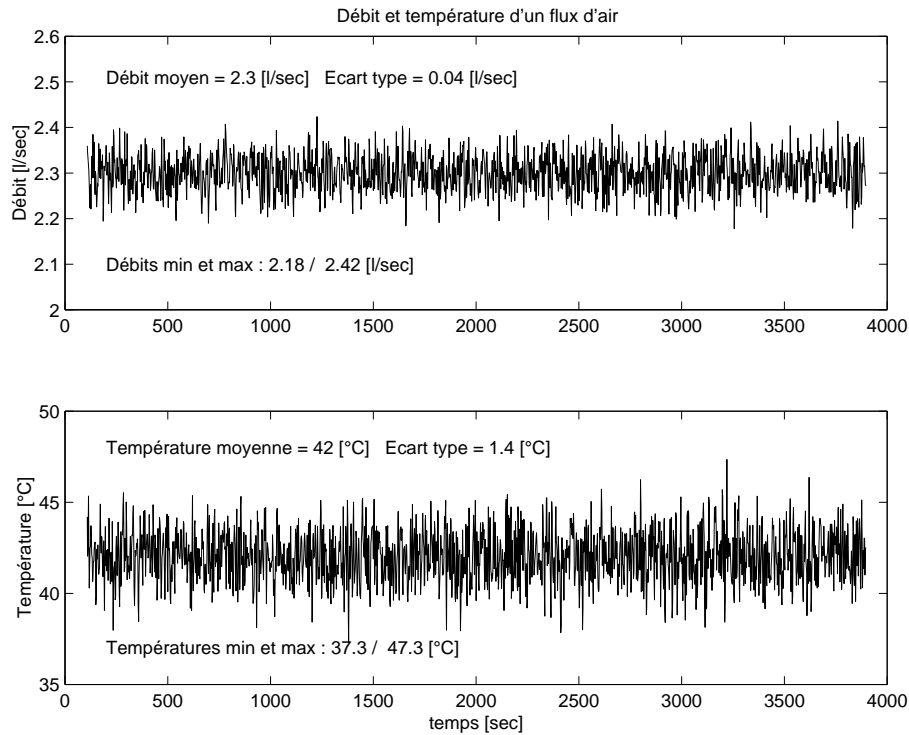 Débit et température d'un flux d'air
2.6
2.5
2.4
2.3
2.2
2.1
2
Débit [l/sec]
Débit moyen = 2.3 [l/sec] Ecart type = 0.04 [l/sec]
Débits min et max : 2.18 / 2.42 [l/sec]
0 500 1000 1500 2000 2500 3000 3500 4000
50
45
40
35
Température [°C]
Température moyenne = 42 [°C] Ecart type = 1.4 [°C]
Températures min et max : 37.3 / 47.3 [°C]
0 500 1000 1500 2000 2500 3000 3500 4000
temps [sec]